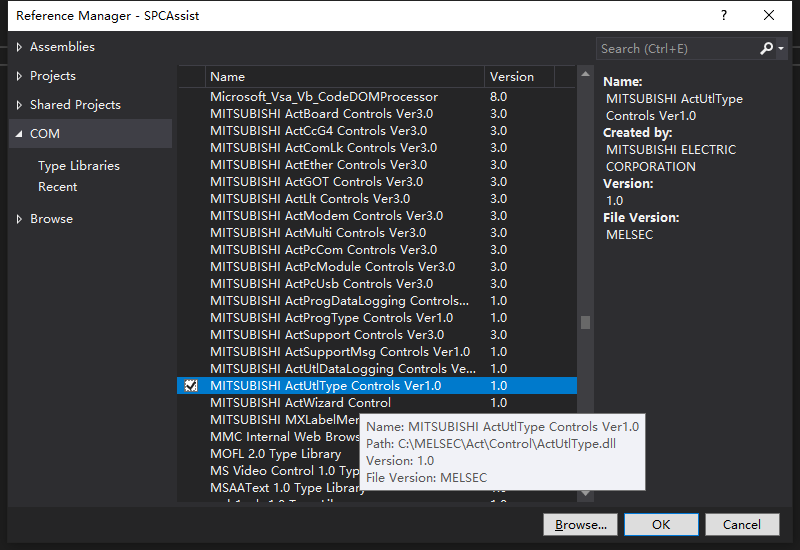 Reference Manager - SPCAssist
Assemblies
Projects
Shared Projects
COM
Type Libraries
Recent
Browse
Search (Ctrl+E)
Name Version
Microsoft_Vsa_Vb_CodeDOMProcessor 8.0
MITSUBISHI ActBoard Controls Ver3.0 3.0
MITSUBISHI ActCcG4 Controls Ver3.0 3.0
MITSUBISHI ActComLk Controls Ver3.0 3.0
MITSUBISHI ActEther Controls Ver3.0 3.0
MITSUBISHI ActGOT Controls Ver3.0 3.0
MITSUBISHI ActLlt Controls Ver3.0 3.0
MITSUBISHI ActModem Controls Ver3.0 3.0
MITSUBISHI ActMulti Controls Ver3.0 3.0
MITSUBISHI ActPcCom Controls Ver3.0 3.0
MITSUBISHI ActPcModule Controls Ver3.0 3.0
MITSUBISHI ActPcUsb Controls Ver3.0 3.0
MITSUBISHI ActProgDataLogging Controls... 1.0
MITSUBISHI ActProgType Controls Ver1.0 1.0
MITSUBISHI ActSupport Controls Ver3.0 3.0
MITSUBISHI ActSupportMsg Controls Ver1.0 1.0
MITSUBISHI ActUtlDataLogging Controls Ve... 1.0
MITSUBISHI ActUtlType Controls Ver1.0 1.0
MITSUBISHI ActWizard Control 1.0
MITSUBISHI MXLabelMe
MMC Internal Web Brows
MOFL 2.0 Type Library
MS Video Control 1.0 Typ
MSAAText 1.0 Type Library
Name: MITSUBISHI ActUtlType Controls Ver1.0
Path: C:\MELSEC\Act\Control\ActUtlType.dll
Version: 1.0
File Version: MELSEC
Name:
MITSUBISHI ActUtlType
Controls Ver1.0
Created by:
MITSUBISHI ELECTRIC
CORPORATION
Version:
1.0
File Version:
MELSEC
Browse...
OK
Cancel